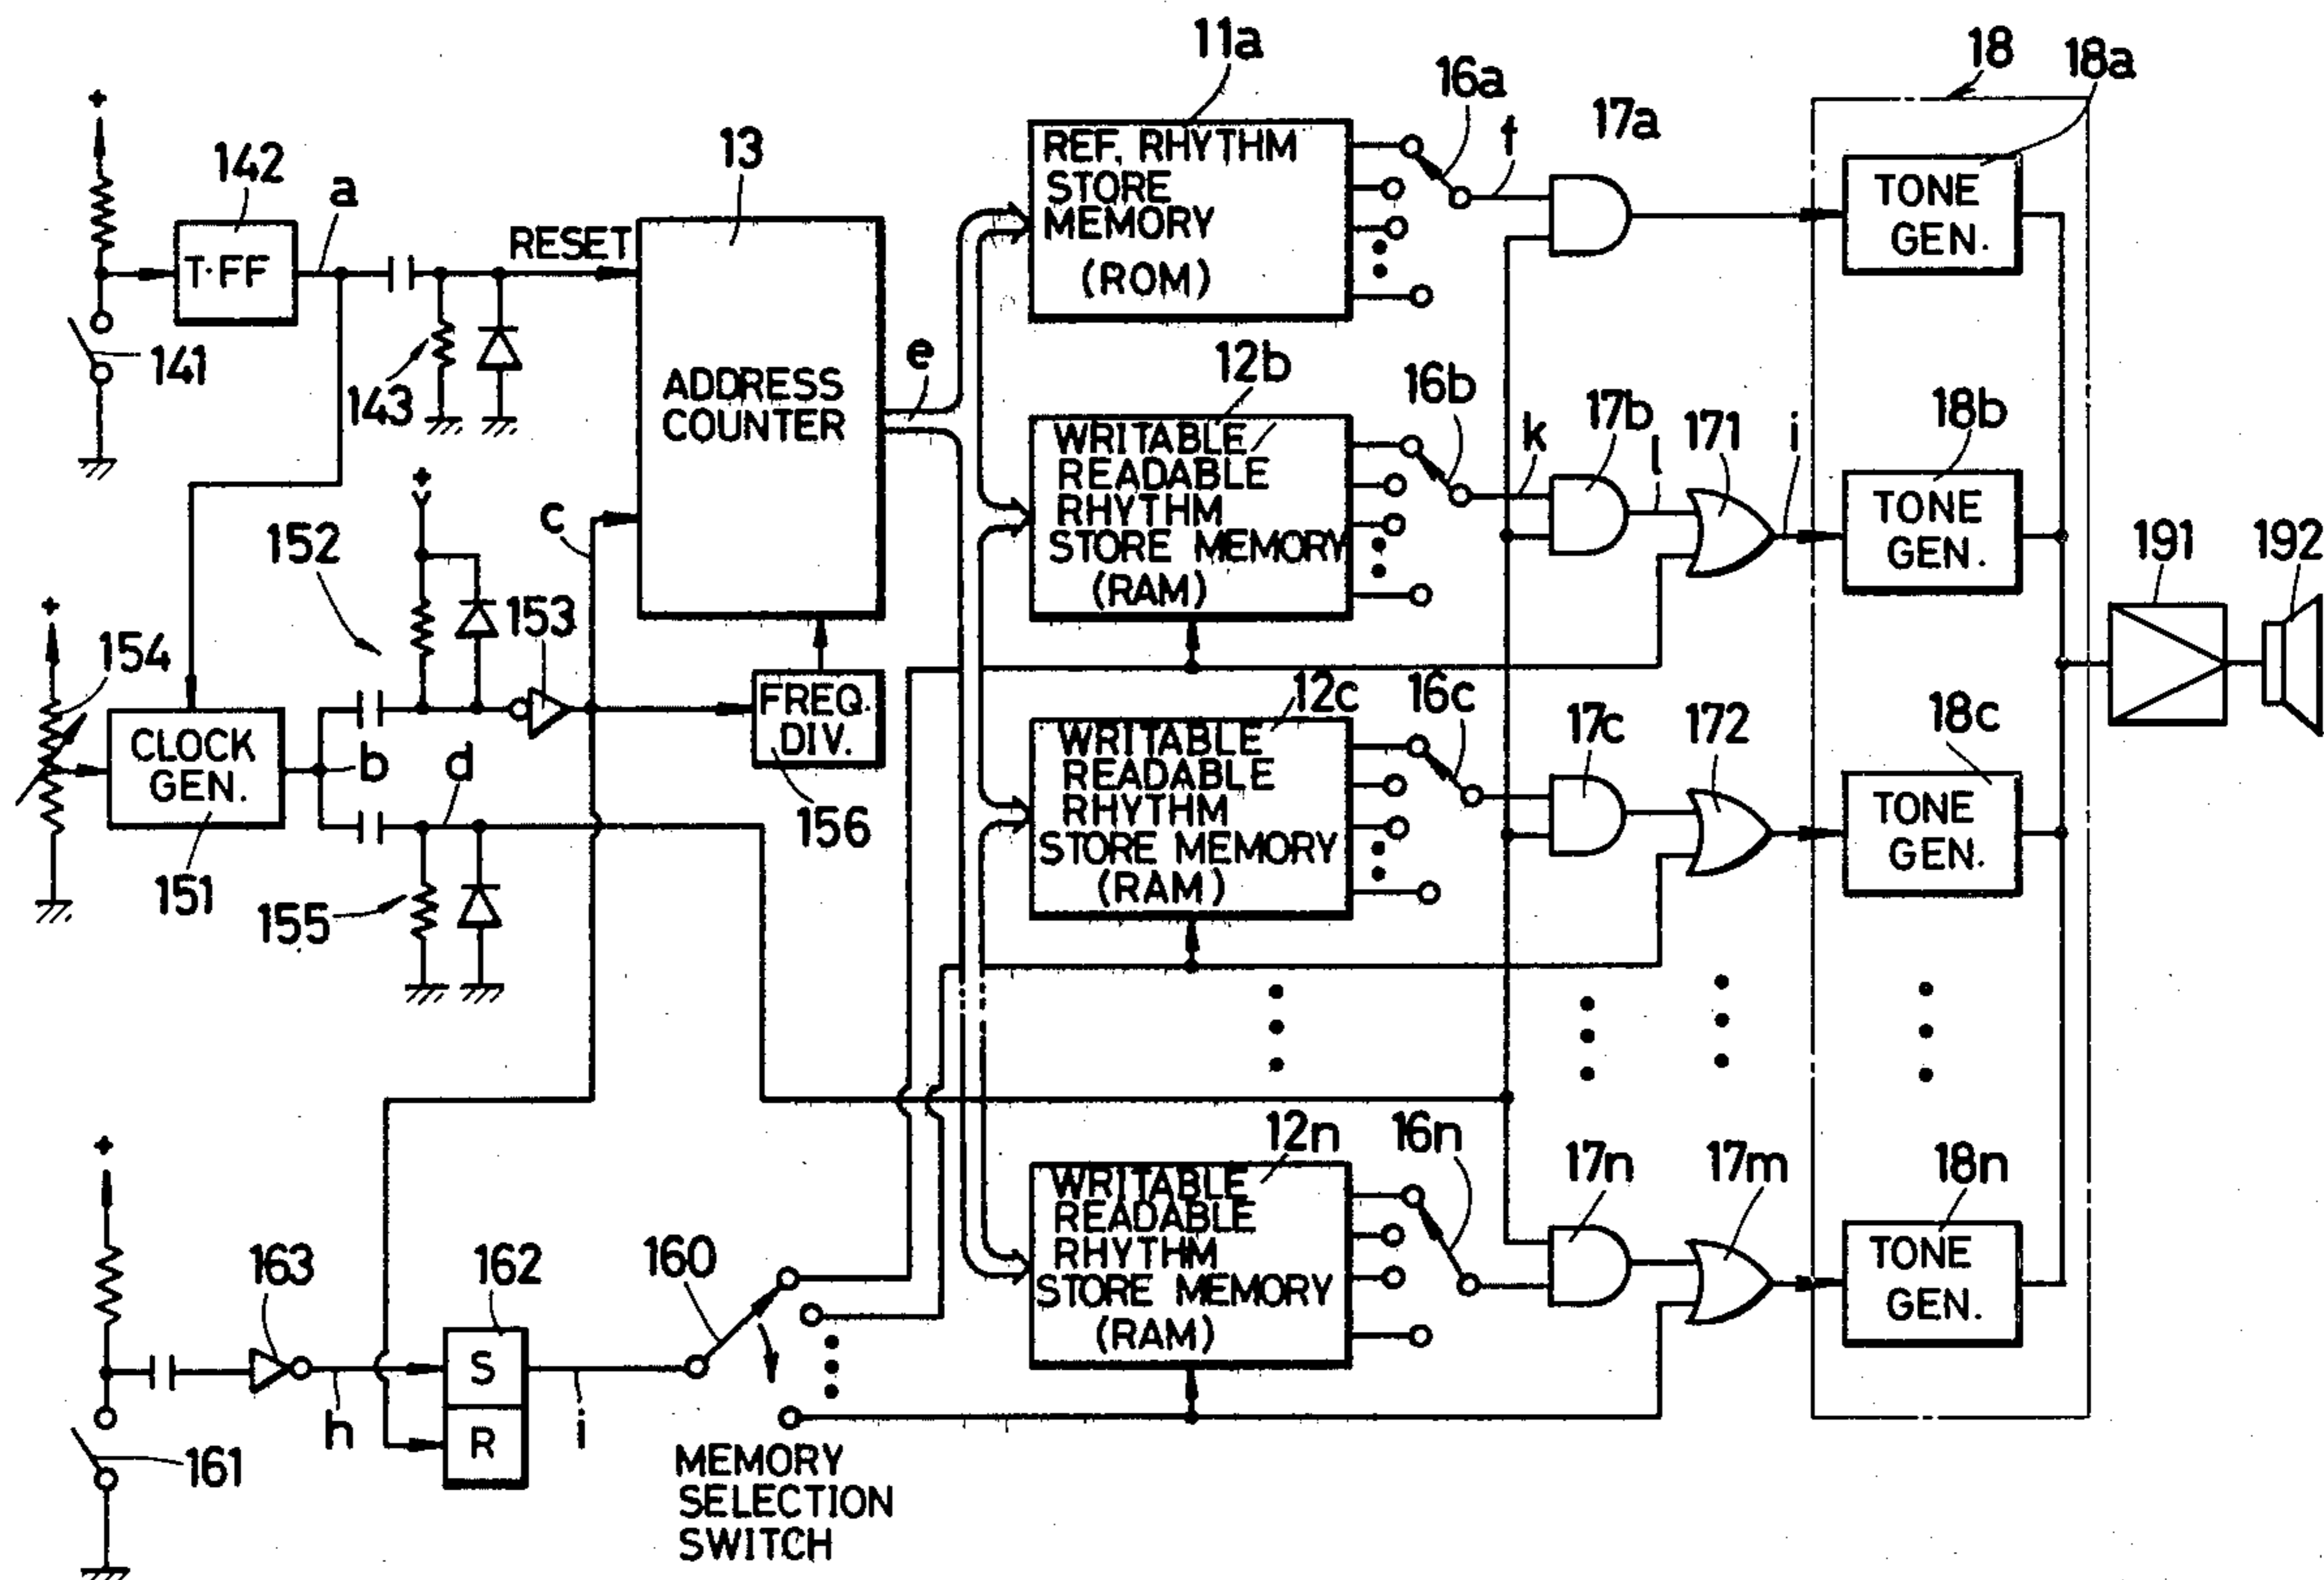 11a
18
18a
16a
f
17a
142
a
13
REF. RHYTHM
STORE
MEMORY
(ROM)
TONE
GEN.
+
T·FF
RESET
141
143
ADDRESS
COUNTER
e
12b
WRITABLE
READABLE
RHYTHM
STORE MEMORY
(RAM)
16b
k
17b
l
171
i
18b
TONE
GEN.
191
192
+
V
152
c
153
+
154
CLOCK
GEN.
151
b
d
155
FREQ.
DIV.
156
12c
WRITABLE
READABLE
RHYTHM
STORE MEMORY
(RAM)
16c
17c
172
18c
TONE
GEN.
12n
WRITABLE
READABLE
RHYTHM
STORE MEMORY
(RAM)
16n
17n
17m
18n
TONE
GEN.
+
163
h
161
162
S
R
i
160
MEMORY
SELECTION
SWITCH